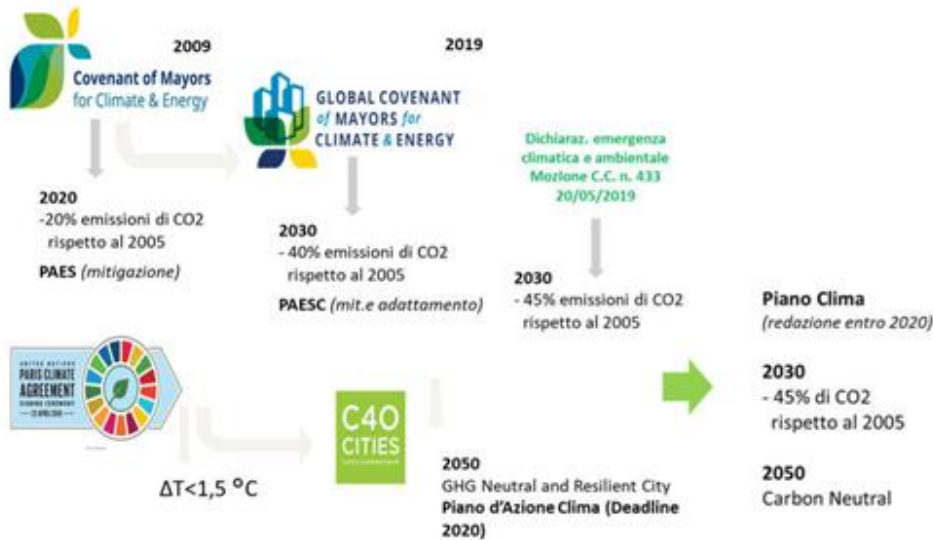 2009
Covenant of Mayors
for Climate & Energy
2019
GLOBAL COVENANT
of MAYORS for
CLIMATE & ENERGY
Dichiaraz. emergenza
climatica e ambientale
Mozione C.C. n. 433
20/05/2019
2020
-20% emissioni di CO2
rispetto al 2005
PAES (mitigazione)
2030
- 40% emissioni di CO2
rispetto al 2005
PAESC (mit.e adattamento)
2030
- 45% emissioni di CO2
rispetto al 2005
Piano Clima
(redazione entro 2020)
2030
- 45% di CO2
rispetto al 2005
2050
Carbon Neutral
UNITED NATIONS
PARIS CLIMATE
AGREEMENT
SIGNING CEREMONY
ΔT<1,5 °C
C40
CITIES
2050
GHG Neutral and Resilient City
Piano d'Azione Clima (Deadline
2020)